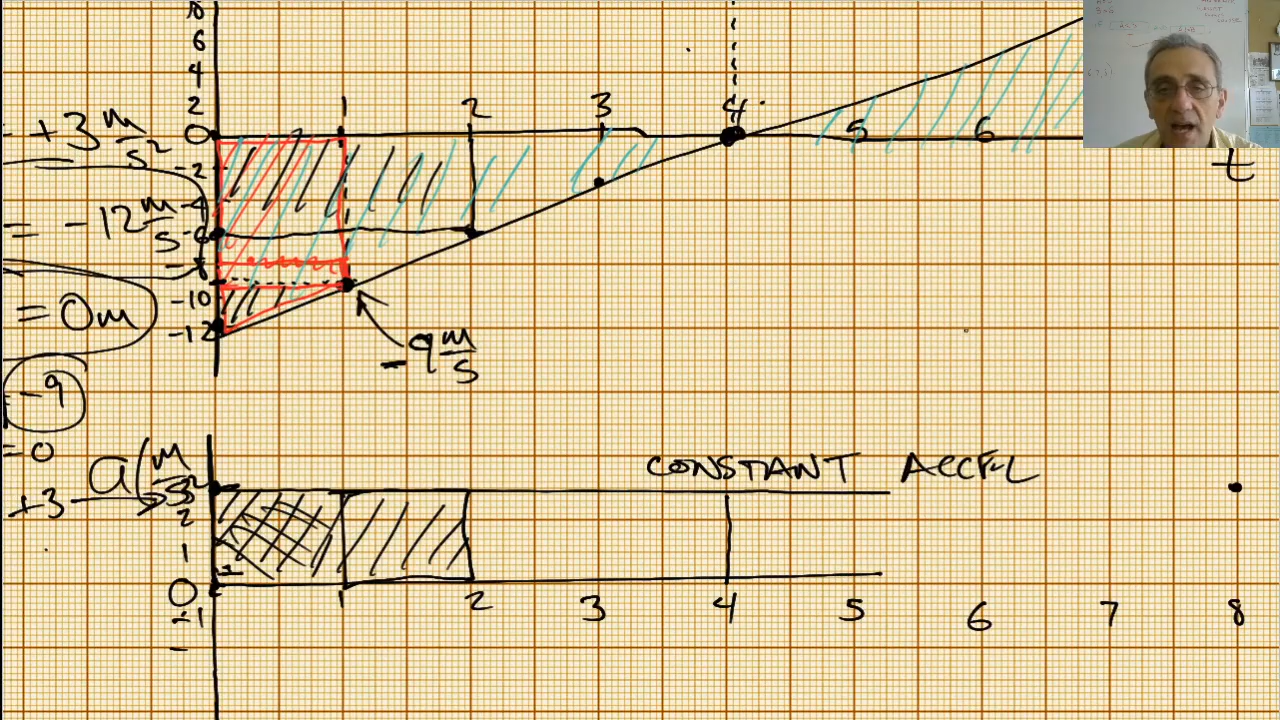 8
6
4
2
0
-2
-4
-6
-8
-10
-12
1 2 3 4 5 6
t
+3 m/s²
= -12 m/s
= 0m
-9
=0
-9 m/s
a(m/s²
+3
3
2
1
0
-1
-
CONSTANT ACCEL
1 2 3 4 5 6 7 8